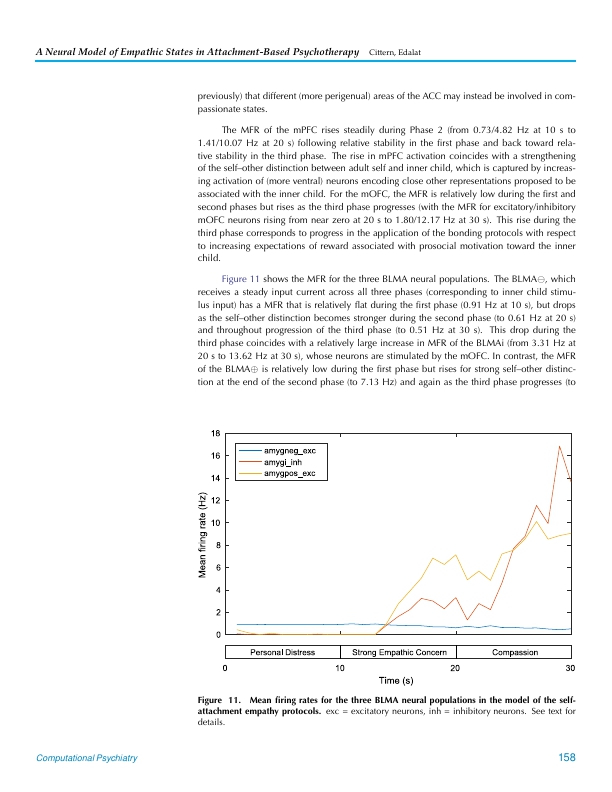 A Neural Model of Empathic States in Attachment-Based Psychotherapy Cittern, Edalat
previously) that different (more perigenual) areas of the ACC may instead be involved in com-
passionate states.
The MFR of the mPFC rises steadily during Phase 2 (from 0.73/4.82 Hz at 10 s to
1.41/10.07 Hz at 20 s) following relative stability in the first phase and back toward rela-
tive stability in the third phase. The rise in mPFC activation coincides with a strengthening
of the self–other distinction between adult self and inner child, which is captured by increas-
ing activation of (more ventral) neurons encoding close other representations proposed to be
associated with the inner child. For the mOFC, the MFR is relatively low during the first and
second phases but rises as the third phase progresses (with the MFR for excitatory/inhibitory
mOFC neurons rising from near zero at 20 s to 1.80/12.17 Hz at 30 s). This rise during the
third phase corresponds to progress in the application of the bonding protocols with respect
to increasing expectations of reward associated with prosocial motivation toward the inner
child.
Figure 11 shows the MFR for the three BLMA neural populations. The BLMA⊖, which
receives a steady input current across all three phases (corresponding to inner child stimu-
lus input) has a MFR that is relatively flat during the first phase (0.91 Hz at 10 s), but drops
as the self–other distinction becomes stronger during the second phase (to 0.61 Hz at 20 s)
and throughout progression of the third phase (to 0.51 Hz at 30 s). This drop during the
third phase coincides with a relatively large increase in MFR of the BLMAi (from 3.31 Hz at
20 s to 13.62 Hz at 30 s), whose neurons are stimulated by the mOFC. In contrast, the MFR
of the BLMA⊕ is relatively low during the first phase but rises for strong self–other distinc-
tion at the end of the second phase (to 7.13 Hz) and again as the third phase progresses (to
18
16
14
12
10
8
6
4
2
0
Mean firing rate (Hz)
amygneg_exc
amygi_inh
amygpos_exc
Personal Distress Strong Empathic Concern Compassion
0 10 20 30
Time (s)
Figure 11. Mean firing rates for the three BLMA neural populations in the model of the self-
attachment empathy protocols. exc = excitatory neurons, inh = inhibitory neurons. See text for
details.
Computational Psychiatry 158